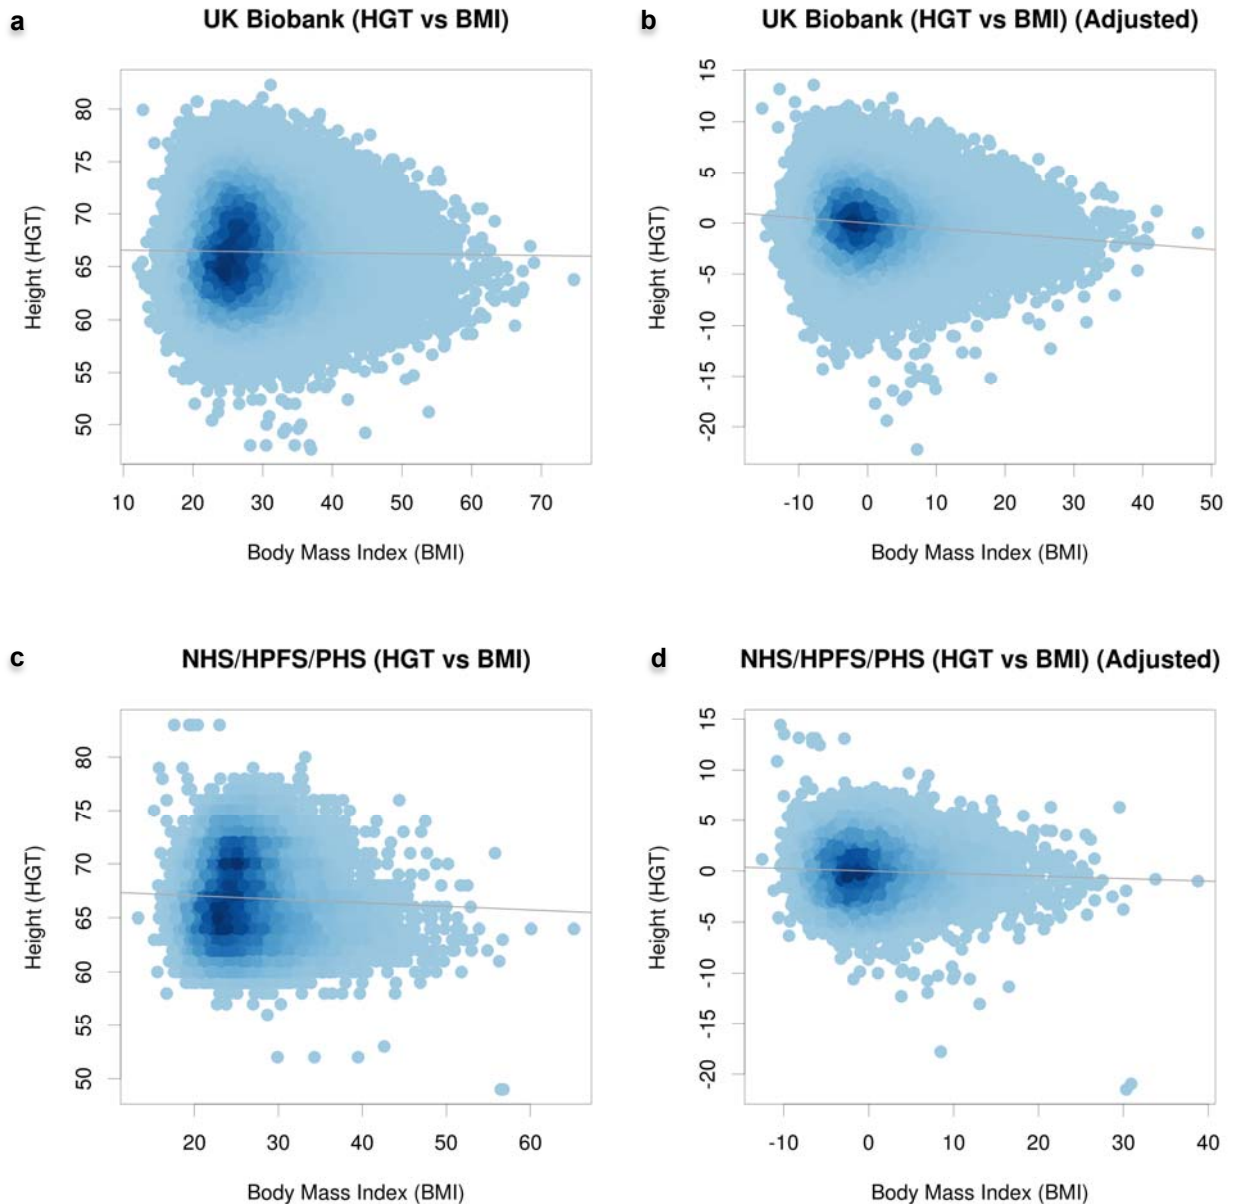 a
UK Biobank (HGT vs BMI)
Height (HGT)
80
75
70
65
60
55
50
10 20 30 40 50 60 70
Body Mass Index (BMI)
b
UK Biobank (HGT vs BMI) (Adjusted)
Height (HGT)
15
10
5
0
-5
-10
-15
-20
-10 0 10 20 30 40 50
Body Mass Index (BMI)
c
NHS/HPFS/PHS (HGT vs BMI)
Height (HGT)
80
75
70
65
60
55
50
20 30 40 50 60
Body Mass Index (BMI)
d
NHS/HPFS/PHS (HGT vs BMI) (Adjusted)
Height (HGT)
15
10
5
0
-5
-10
-15
-20
-10 0 10 20 30 40
Body Mass Index (BMI)